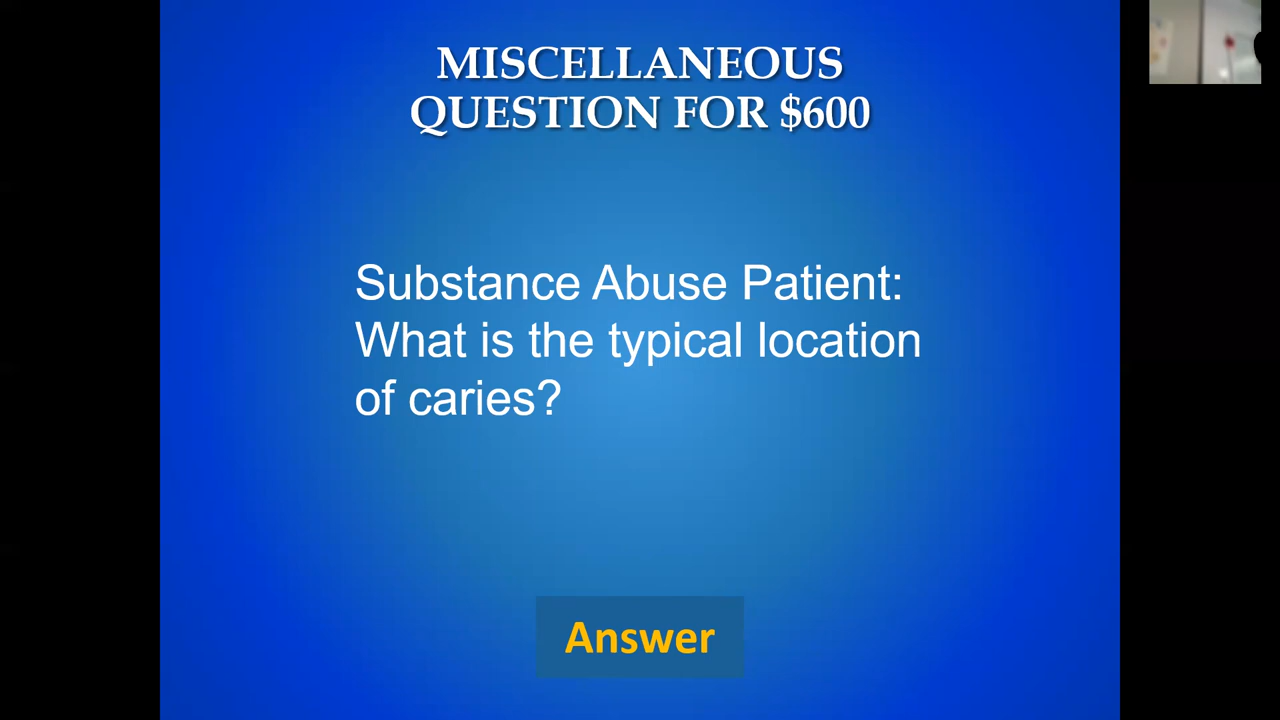 MISCELLANEOUS
QUESTION FOR $600
Substance Abuse Patient:
What is the typical location
of caries?
Answer